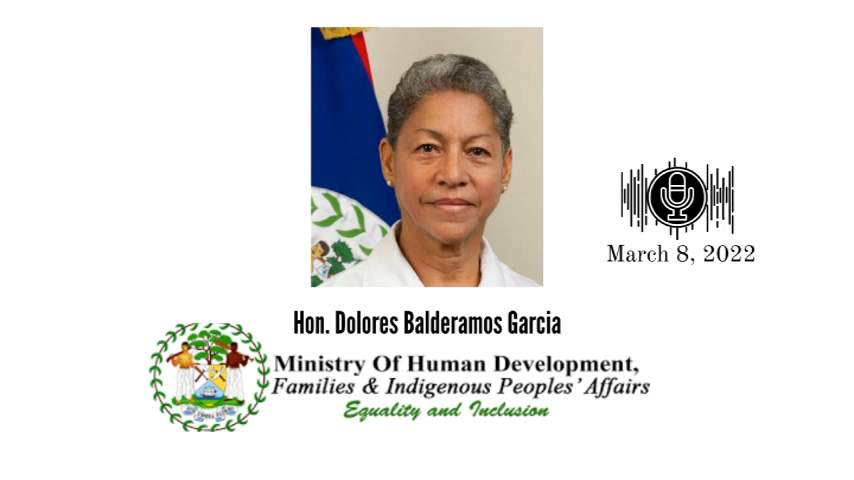 March 8, 2022
Hon. Dolores Balderamos Garcia
Ministry Of Human Development,
Families & Indigenous Peoples' Affairs
Equality and Inclusion